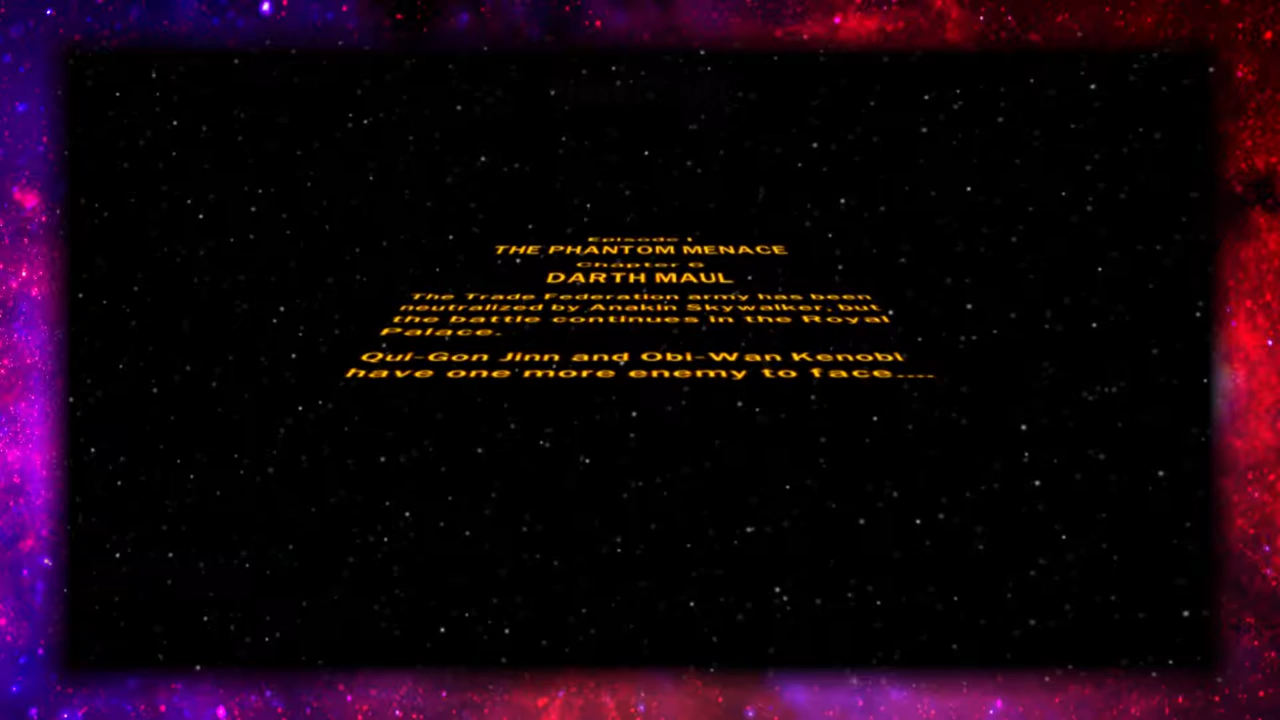 Episode I
THE PHANTOM MENACE
Chapter 6
DARTH MAUL
The Trade Federation army has been
neutralized by Anakin Skywalker, but
the battle continues in the Royal
Palace.
Qui-Gon Jinn and Obi-Wan Kenobi
have one more enemy to face....